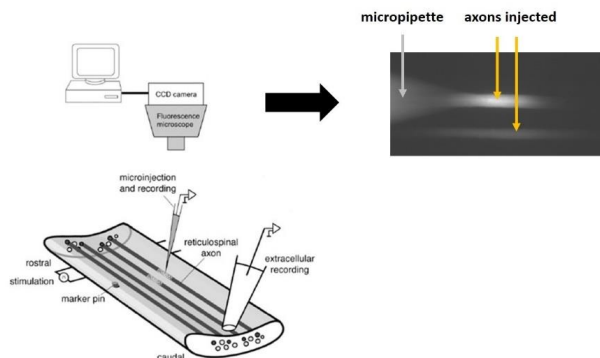 micropipette
axons injected
CCD camera
Fluorescence
microscope
microinjection
and recording
reticulospinal
axon
extracellular
recording
rostral
stimulation
marker pin
caudal